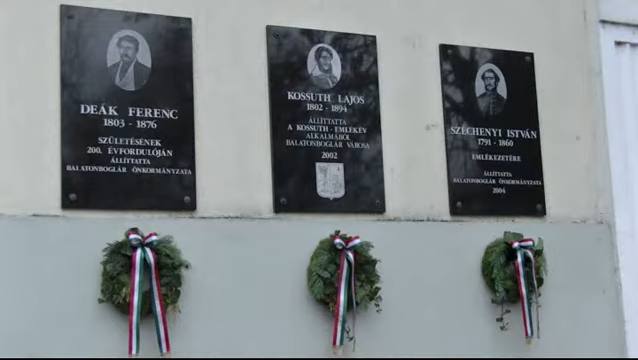 DEÁK FERENC
1803 - 1876
SZÜLETÉSÉNEK
200. ÉVFORDULÓJÁN
ÁLLÍTTATTA
BALATONBOGLÁR ÖNKORMÁNYZATA
KOSSUTH LAJOS
1802 - 1894
ÁLLÍTTATTA
A KOSSUTH - EMLÉKÉV
ALKALMÁBÓL
BALATONBOGLÁR VÁROSA
2002
SZÉCHENYI ISTVÁN
1791 - 1860
EMLÉKEZETÉRE
ÁLLÍTTATTA
BALATONBOGLÁR ÖNKORMÁNYZATA
2004